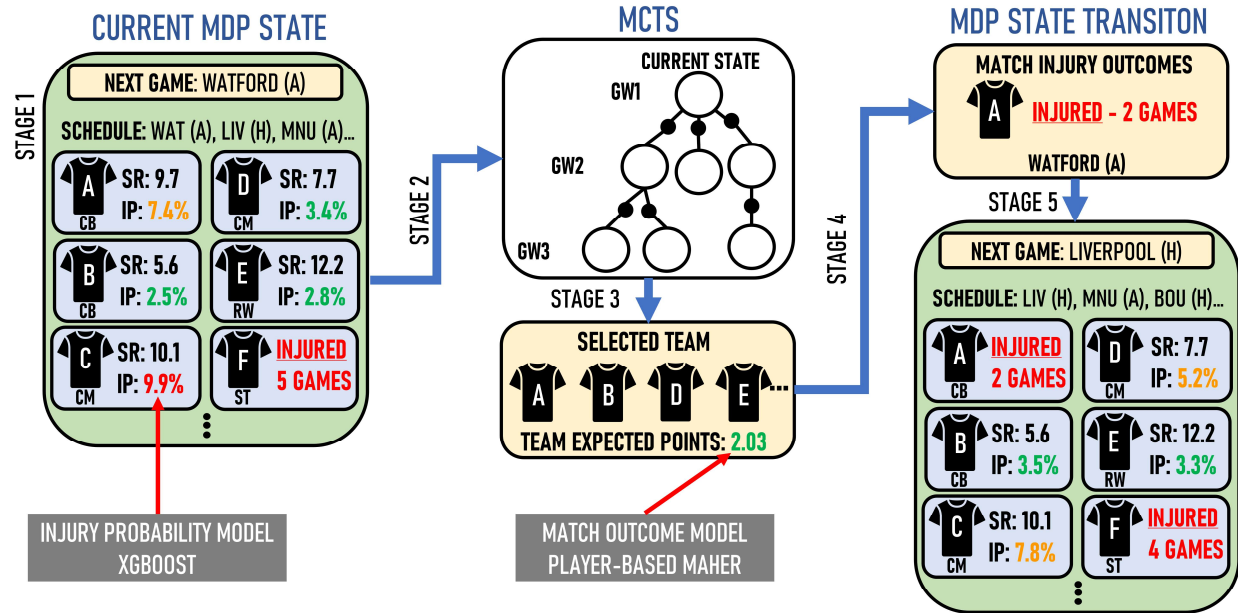 CURRENT MDP STATE
STAGE 1
NEXT GAME: WATFORD (A)
SCHEDULE: WAT (A), LIV (H), MNU (A)...
A
CB
SR: 9.7
IP: 7.4%
D
CM
SR: 7.7
IP: 3.4%
B
CB
SR: 5.6
IP: 2.5%
E
RW
SR: 12.2
IP: 2.8%
C
CM
SR: 10.1
IP: 9.9%
F
ST
INJURED
5 GAMES
INJURY PROBABILITY MODEL
XGBOOST
STAGE 2
MCTS
CURRENT STATE
GW1
GW2
GW3
STAGE 3
SELECTED TEAM
A B D E ...
TEAM EXPECTED POINTS: 2.03
MATCH OUTCOME MODEL
PLAYER-BASED MAHER
STAGE 4
MDP STATE TRANSITON
MATCH INJURY OUTCOMES
A
INJURED - 2 GAMES
WATFORD (A)
STAGE 5
NEXT GAME: LIVERPOOL (H)
SCHEDULE: LIV (H), MNU (A), BOU (H)...
A
CB
INJURED
2 GAMES
D
CM
SR: 7.7
IP: 5.2%
B
CB
SR: 5.6
IP: 3.5%
E
RW
SR: 12.2
IP: 3.3%
C
CM
SR: 10.1
IP: 7.8%
F
ST
INJURED
4 GAMES